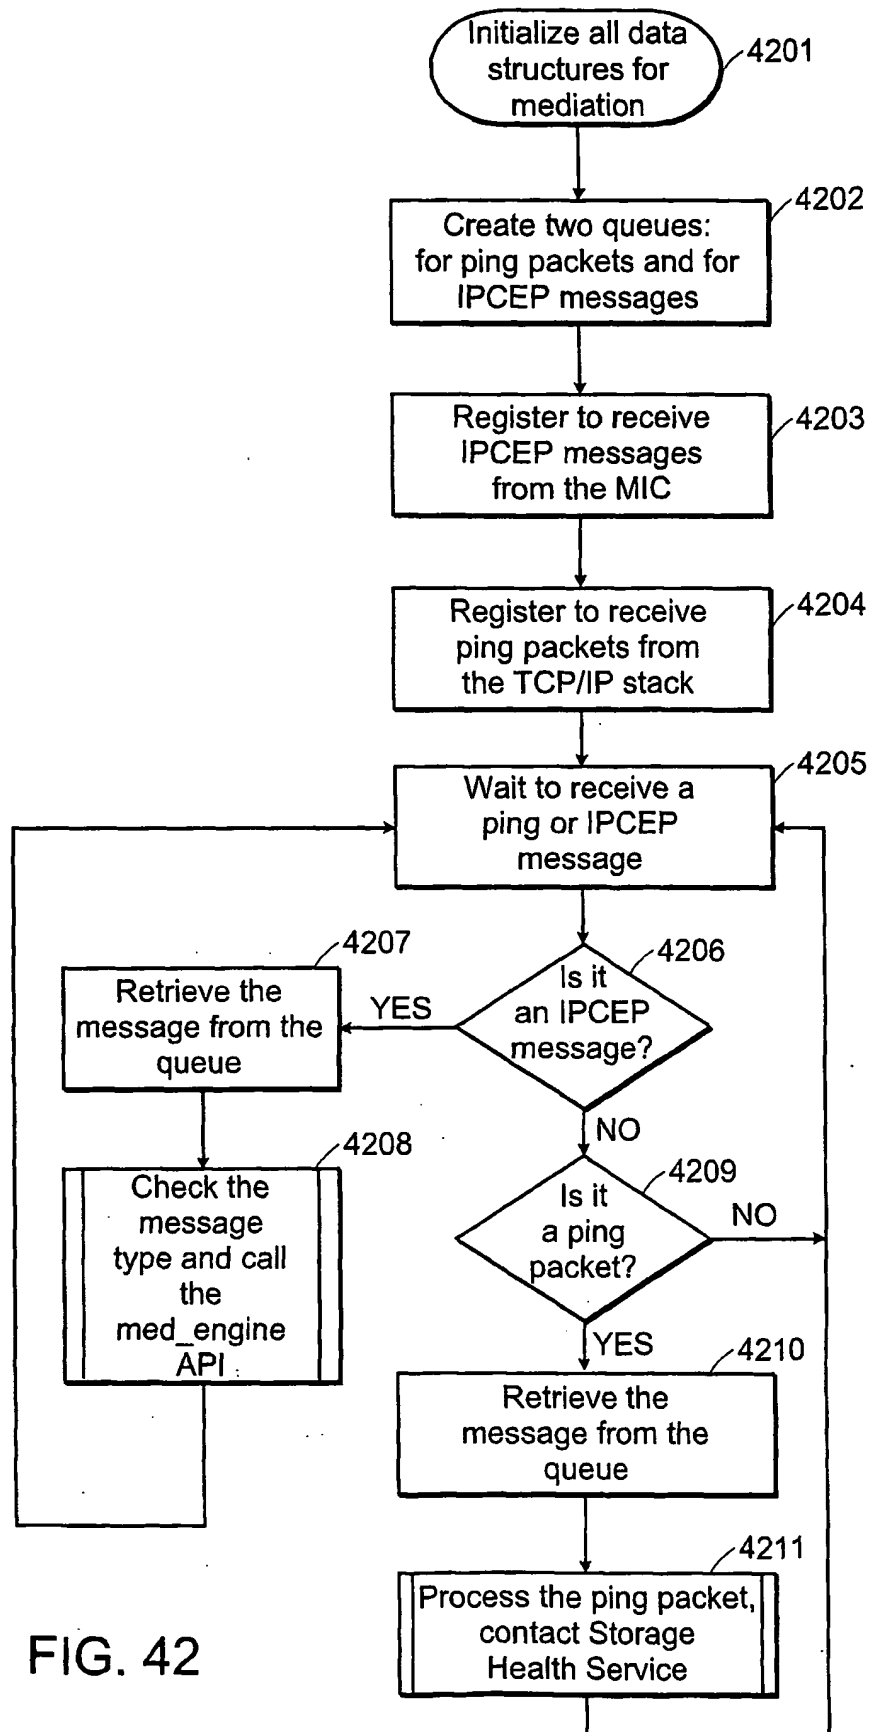 Initialize all data
structures for
mediation
4201
4202
Create two queues:
for ping packets and for
IPCEP messages
4203
Register to receive
IPCEP messages
from the MIC
4204
Register to receive
ping packets from
the TCP/IP stack
4205
Wait to receive a
ping or IPCEP
message
4206
Is it
an IPCEP
message?
YES
4207
Retrieve the
message from the
queue
4208
Check the
message
type and call
the
med_engine
API
NO
4209
Is it
a ping
packet?
NO
YES
4210
Retrieve the
message from the
queue
4211
Process the ping packet,
contact Storage
Health Service
FIG. 42